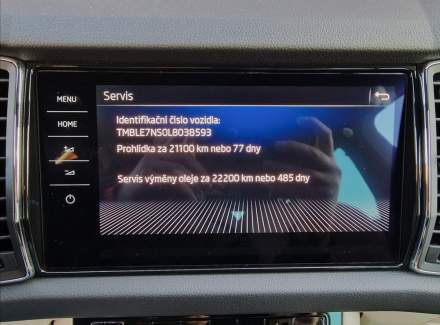 Servis
MENU
HOME
Identifikační číslo vozidla:
TMBLE7NS0L8038593
Prohlídka za 21100 km nebo 77 dny
Servis výměny oleje za 22200 km nebo 485 dny